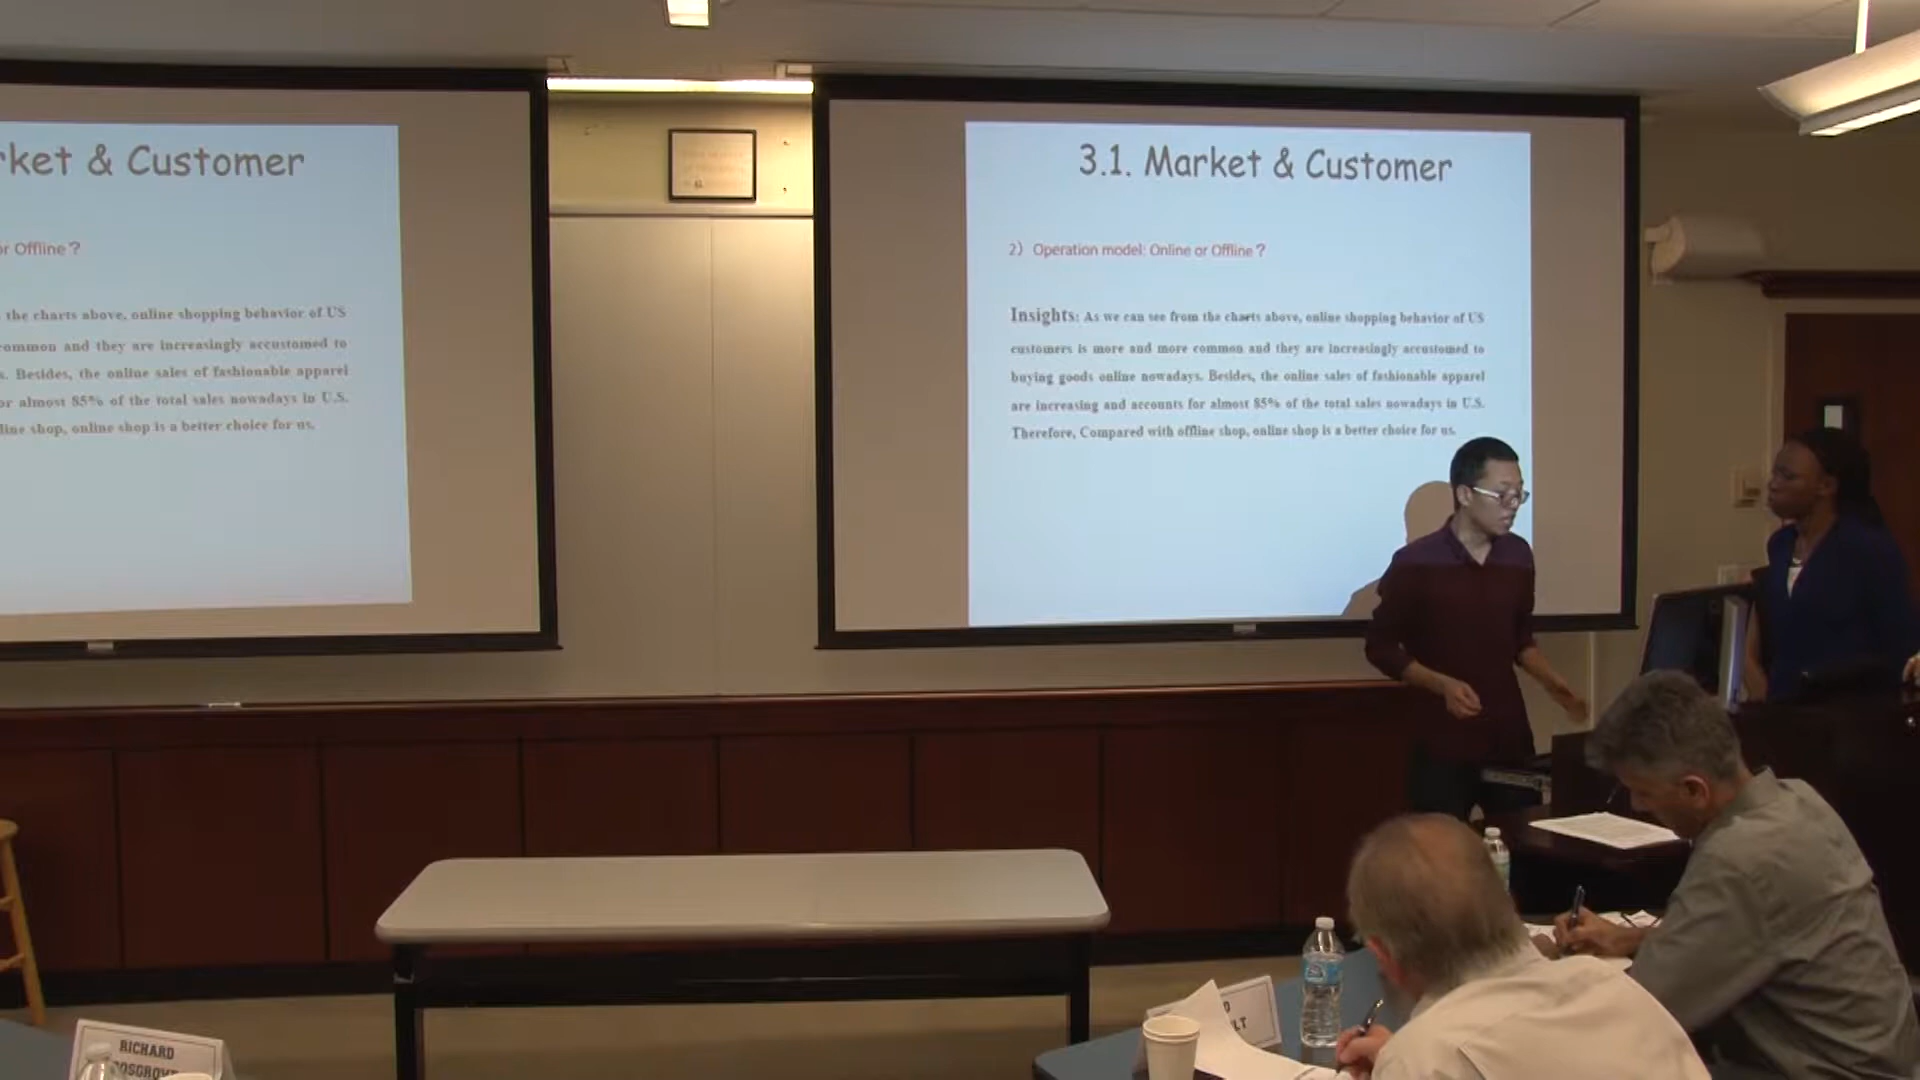 rket & Customer
or Offline？
the charts above, online shopping behavior of US
ommon and they are increasingly accustomed to
s. Besides, the online sales of fashionable apparel
or almost 85% of the total sales nowadays in U.S.
line shop, online shop is a better choice for us.
3.1. Market & Customer
2） Operation model: Online or Offline？
Insights: As we can see from the charts above, online shopping behavior of US
customers is more and more common and they are increasingly accustomed to
buying goods online nowadays. Besides, the online sales of fashionable apparel
are increasing and accounts for almost 85% of the total sales nowadays in U.S.
Therefore, Compared with offline shop, online shop is a better choice for us.
RICHARD
OSGROVE
D
LT